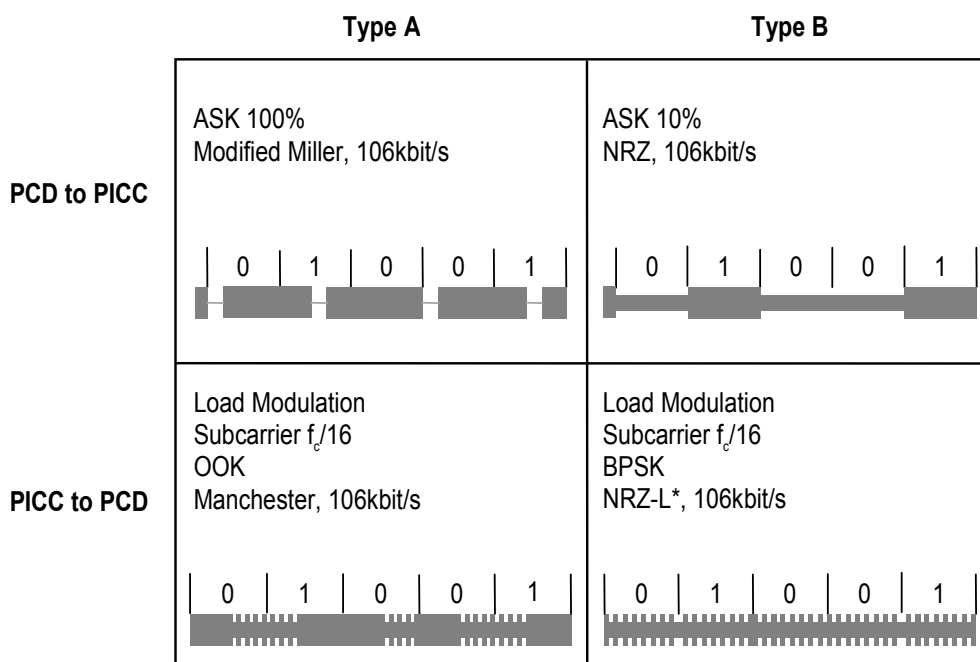 Type A
Type B
PCD to PICC
ASK 100%
Modified Miller, 106kbit/s
0 1 0 0 1
ASK 10%
NRZ, 106kbit/s
0 1 0 0 1
PICC to PCD
Load Modulation
Subcarrier fc/16
OOK
Manchester, 106kbit/s
0 1 0 0 1
Load Modulation
Subcarrier fc/16
BPSK
NRZ-L*, 106kbit/s
0 1 0 0 1